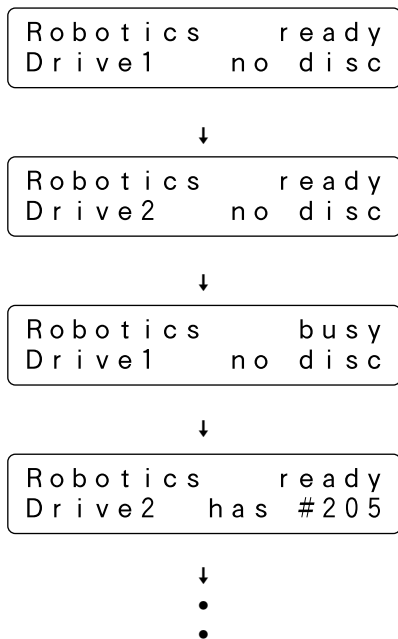 Robotics ready
Drive1 no disc
↓
Robotics ready
Drive2 no disc
↓
Robotics busy
Drive1 no disc
↓
Robotics ready
Drive2 has #205
↓
•
•